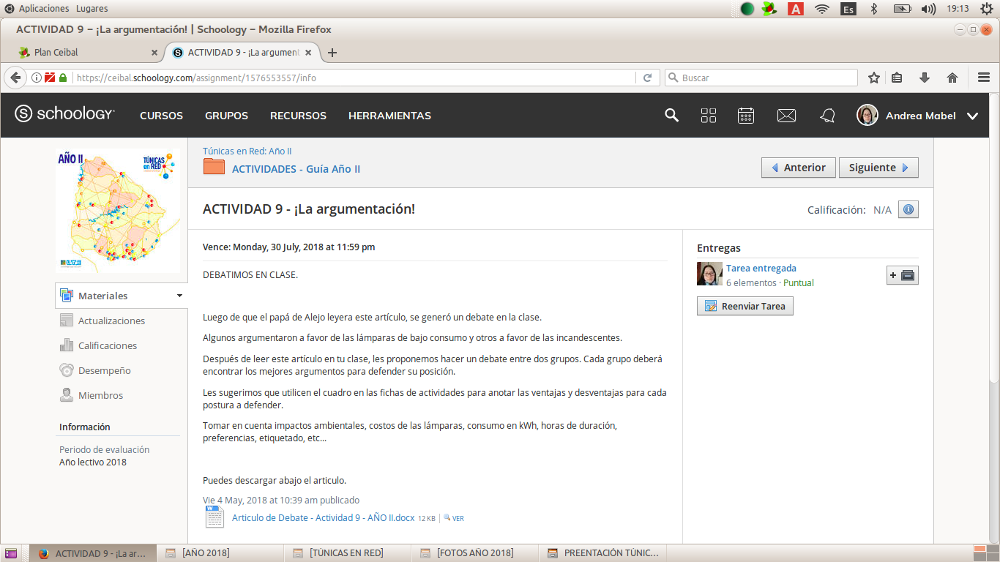 Aplicaciones Lugares
A
Es
19:13
ACTIVIDAD 9 – ¡La argumentación! | Schoology – Mozilla Firefox
Plan Ceibal
S
ACTIVIDAD 9 - ¡La argument
https://ceibal.schoology.com/assignment/1576553557/info
Buscar
S schoology
CURSOS
GRUPOS
RECURSOS
HERRAMIENTAS
Andrea Mabel
AÑO II
TÚNICAS
en RED
UTE
Túnicas en Red: Año II
ACTIVIDADES - Guía Año II
Anterior
Siguiente
ACTIVIDAD 9 - ¡La argumentación!
Calificación: N/A
Materiales
Actualizaciones
Calificaciones
Desempeño
Miembros
Información
Periodo de evaluación
Año lectivo 2018
Vence: Monday, 30 July, 2018 at 11:59 pm
DEBATIMOS EN CLASE.
Luego de que el papá de Alejo leyera este artículo, se generó un debate en la clase.
Algunos argumentaron a favor de las lámparas de bajo consumo y otros a favor de las incandescentes.
Después de leer este artículo en tu clase, les proponemos hacer un debate entre dos grupos. Cada grupo deberá
encontrar los mejores argumentos para defender su posición.
Les sugerimos que utilicen el cuadro en las fichas de actividades para anotar las ventajas y desventajas para cada
postura a defender.
Tomar en cuenta impactos ambientales, costos de las lámparas, consumo en kWh, horas de duración,
preferencias, etiquetado, etc...
Puedes descargar abajo el articulo.
Vie 4 May, 2018 at 10:39 am publicado
W
Articulo de Debate - Actividad 9 - AÑO II.docx 12 KB | VER
Entregas
Tarea entregada
6 elementos · Puntual
+
Reenviar Tarea
ACTIVIDAD 9 - ¡La ar...
[AÑO 2018]
[TÚNICAS EN RED]
[FOTOS AÑO 2018]
PREENTACIÓN TÚNIC...